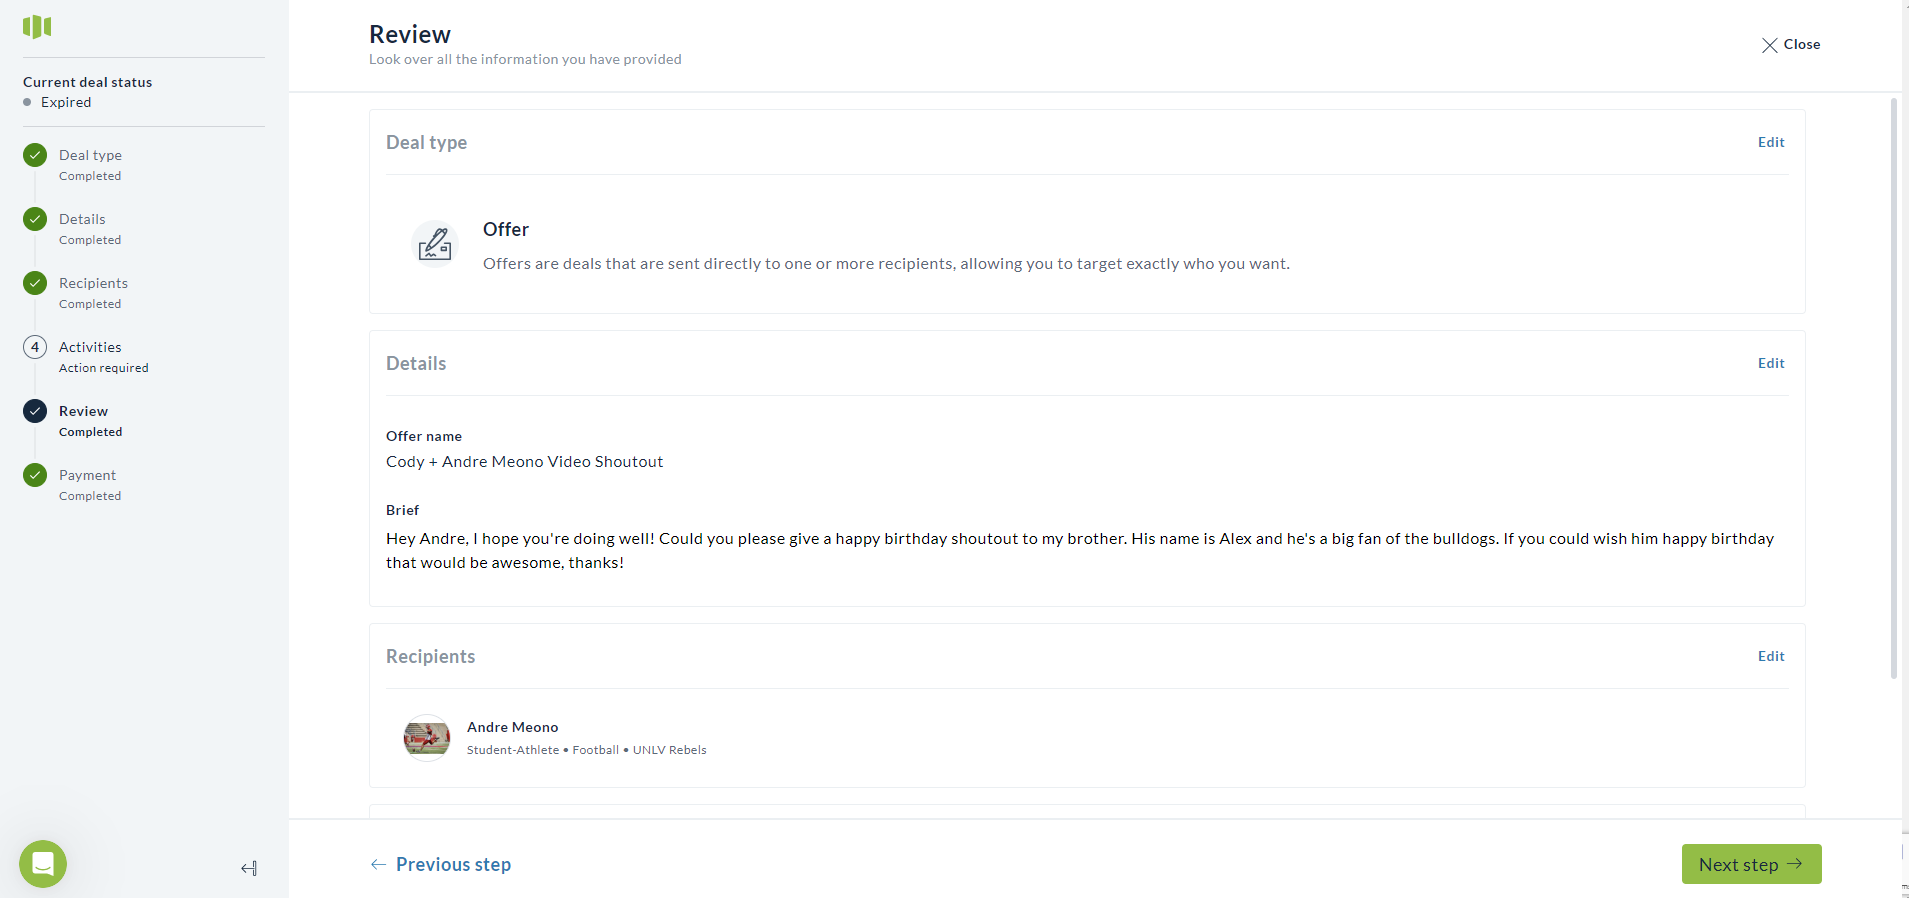 Current deal status
Expired
Deal type
Completed
Details
Completed
Recipients
Completed
4
Activities
Action required
Review
Completed
Payment
Completed
Review
Look over all the information you have provided
Close
Deal type
Edit
Offer
Offers are deals that are sent directly to one or more recipients, allowing you to target exactly who you want.
Details
Edit
Offer name
Cody + Andre Meono Video Shoutout
Brief
Hey Andre, I hope you're doing well! Could you please give a happy birthday shoutout to my brother. His name is Alex and he's a big fan of the bulldogs. If you could wish him happy birthday
that would be awesome, thanks!
Recipients
Edit
Andre Meono
Student-Athlete • Football • UNLV Rebels
← Previous step
Next step →